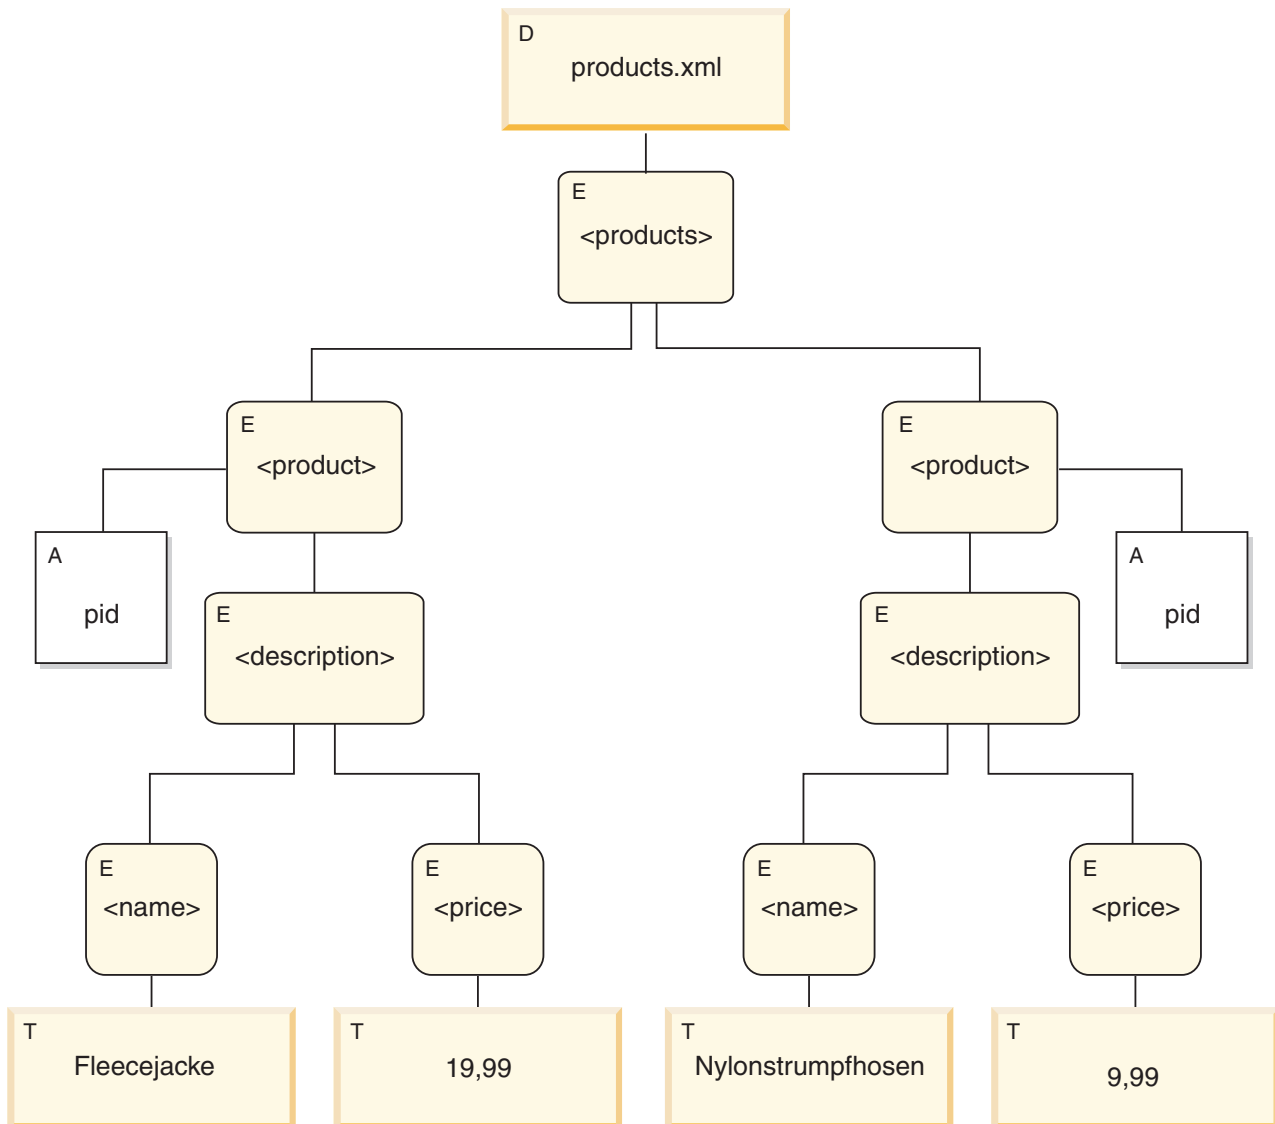 D
products.xml
E
<products>
E
<product>
E
<product>
A
pid
E
<description>
E
<description>
A
pid
E
<name>
E
<price>
E
<name>
E
<price>
T
Fleecejacke
T
19,99
T
Nylonstrumpfhosen
T
9,99